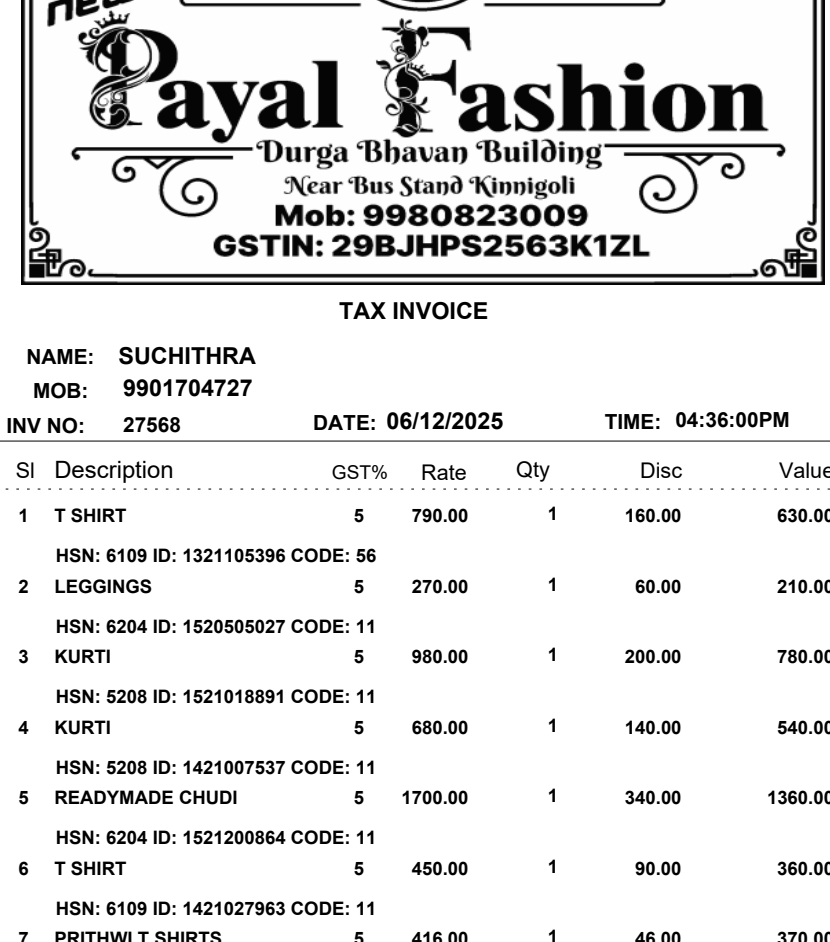 new
Payal Fashion
Durga Bhavan Building
Near Bus Stand Kinnigoli
Mob: 9980823009
GSTIN: 29BJHPS2563K1ZL
TAX INVOICE
NAME: SUCHITHRA
MOB: 9901704727
INV NO: 27568 DATE: 06/12/2025 TIME: 04:36:00PM
Sl Description GST% Rate Qty Disc Value
1 T SHIRT 5 790.00 1 160.00 630.00
HSN: 6109 ID: 1321105396 CODE: 56
2 LEGGINGS 5 270.00 1 60.00 210.00
HSN: 6204 ID: 1520505027 CODE: 11
3 KURTI 5 980.00 1 200.00 780.00
HSN: 5208 ID: 1521018891 CODE: 11
4 KURTI 5 680.00 1 140.00 540.00
HSN: 5208 ID: 1421007537 CODE: 11
5 READYMADE CHUDI 5 1700.00 1 340.00 1360.00
HSN: 6204 ID: 1521200864 CODE: 11
6 T SHIRT 5 450.00 1 90.00 360.00
HSN: 6109 ID: 1421027963 CODE: 11
7 PRITHWI T SHIRTS 5 416.00 1 46.00 370.00